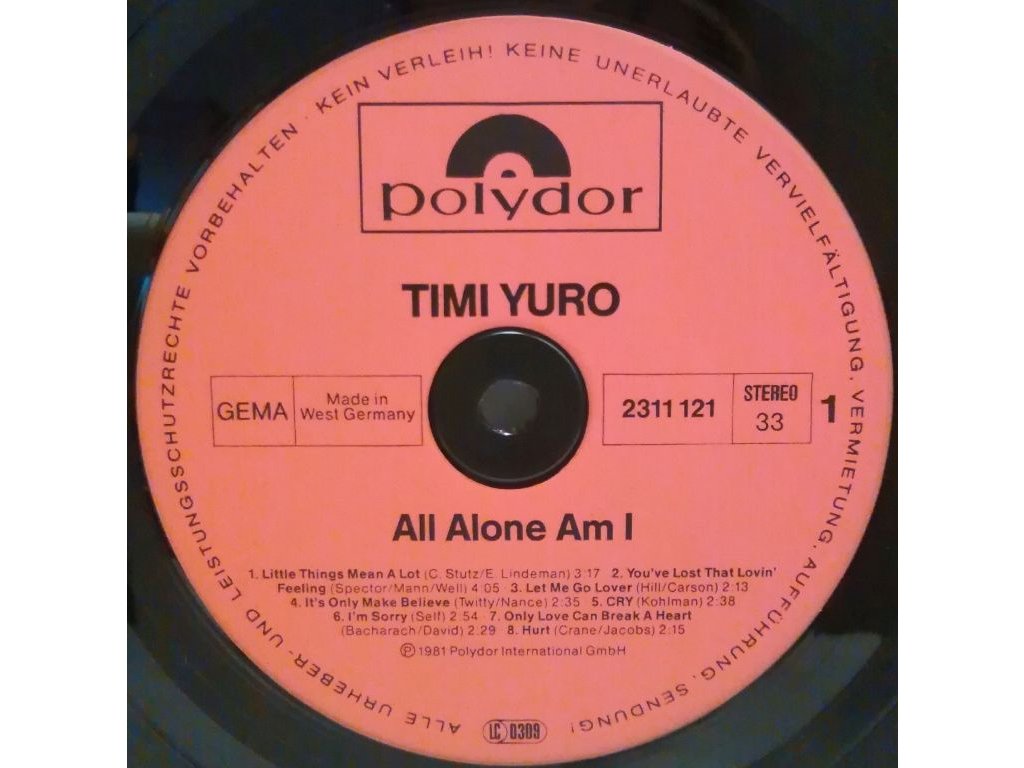 ALLE URHEBER- UND LEISTUNGSSCHUTZRECHTE VORBEHALTEN · KEIN VERLEIH! KEINE UNERLAUBTE VERVIELFÄLTIGUNG, VERMIETUNG, AUFFÜHRUNG, SENDUNG!
polydor
TIMI YURO
GEMA
Made in
West Germany
2311 121
STEREO
33
1
All Alone Am I
1. Little Things Mean A Lot (C. Stutz/E. Lindeman) 3:17 · 2. You've Lost That Lovin'
Feeling (Spector/Mann/Well) 4:05 · 3. Let Me Go Lover (Hill/Carson) 2:13
4. It's Only Make Believe (Twitty/Nance) 2:35 · 5. CRY (Kohlman) 2:38
6. I'm Sorry (Self) 2:54 · 7. Only Love Can Break A Heart
(Bacharach/David) 2:29 · 8. Hurt (Crane/Jacobs) 2:15
Ⓟ 1981 Polydor International GmbH
LC 0309